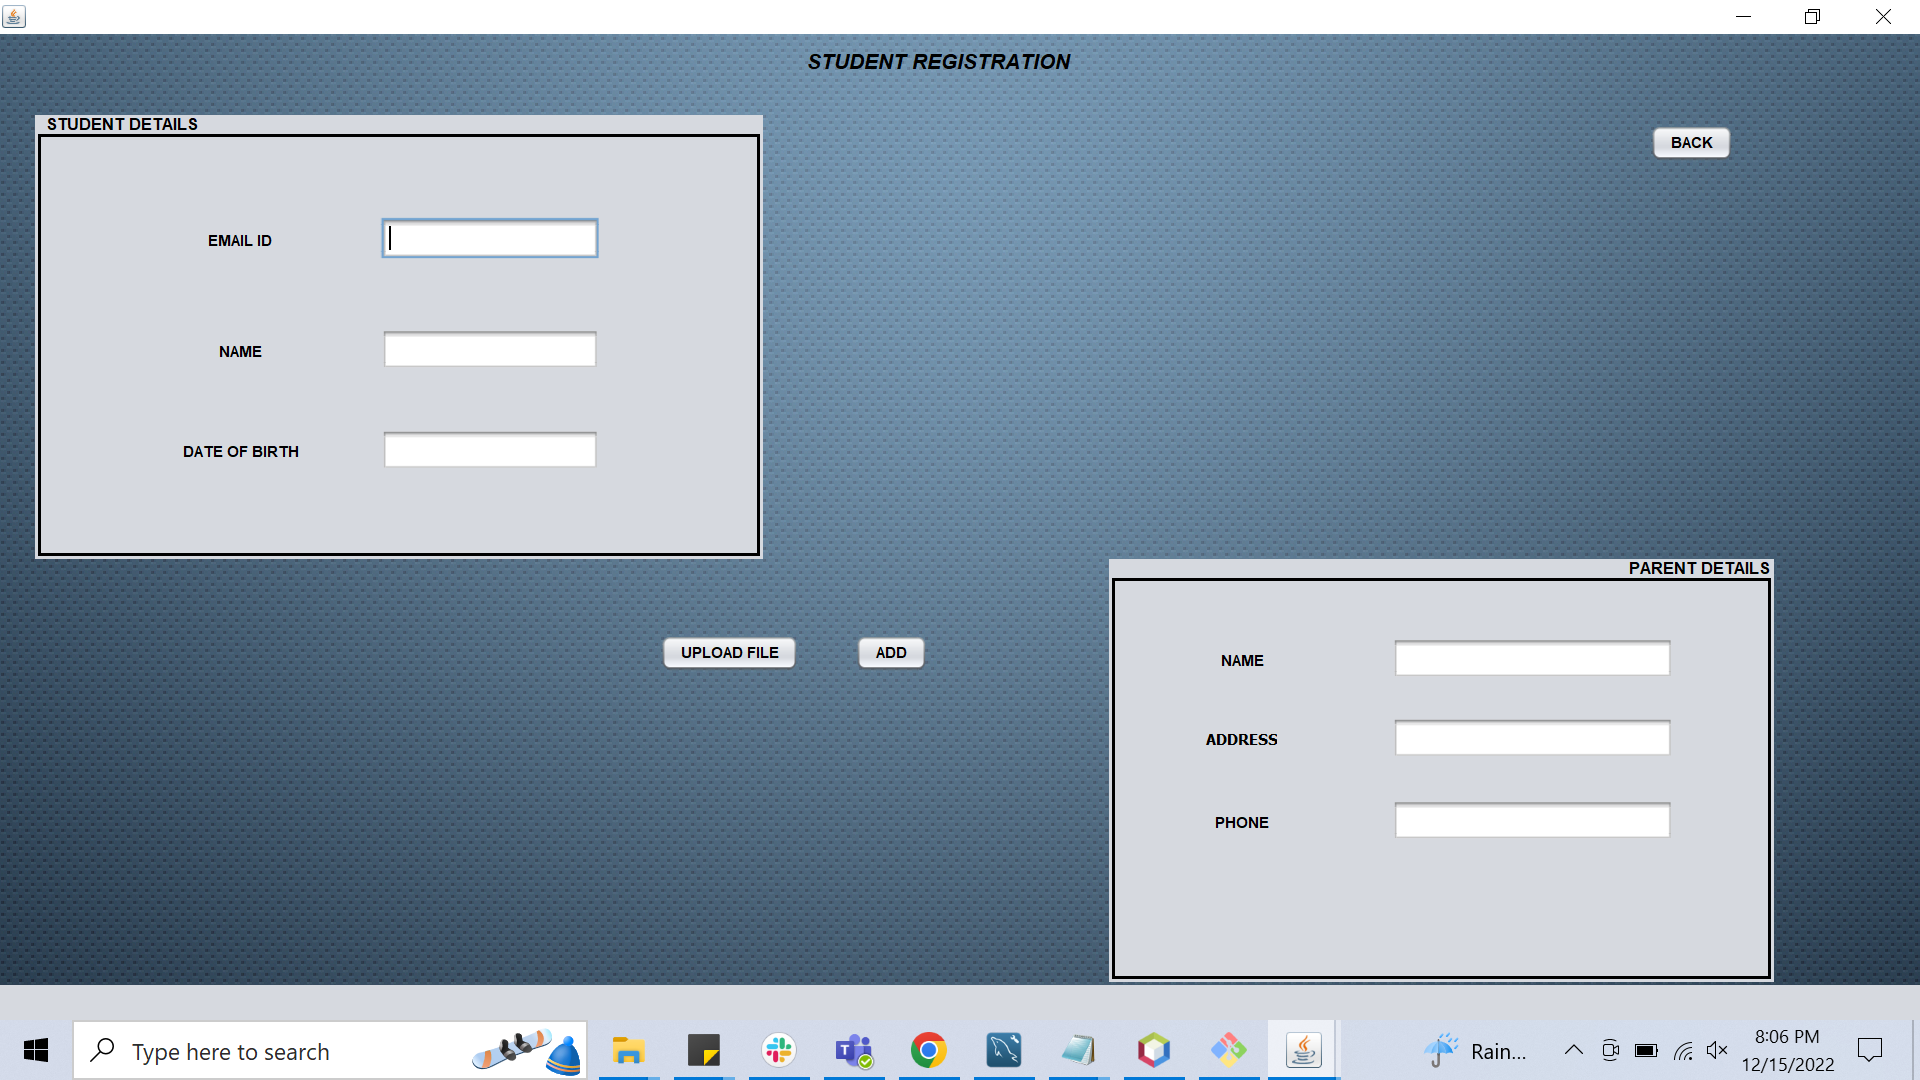 STUDENT REGISTRATION
STUDENT DETAILS
BACK
EMAIL ID
NAME
DATE OF BIRTH
PARENT DETAILS
UPLOAD FILE
ADD
NAME
ADDRESS
PHONE
Type here to search
Rain...
8:06 PM
12/15/2022